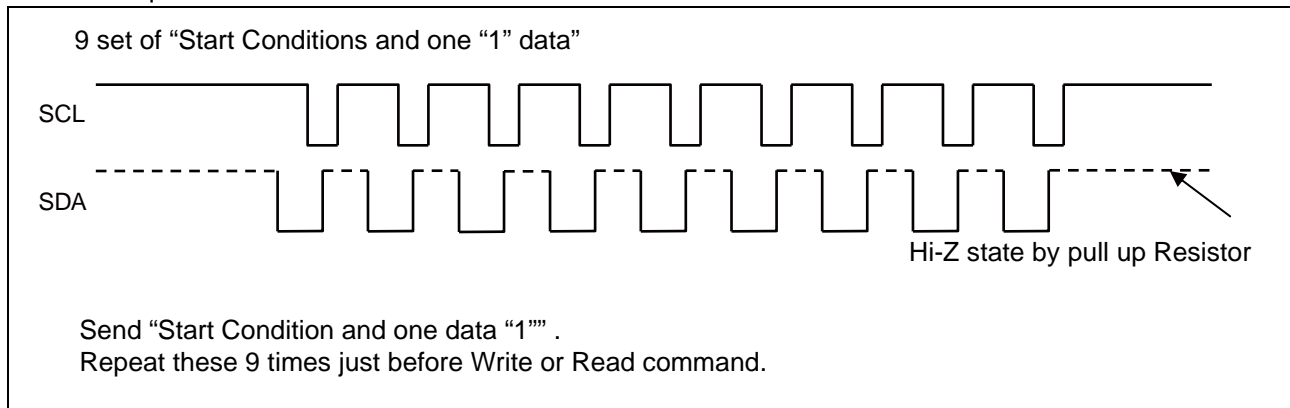 9 set of “Start Conditions and one “1” data”
SCL
SDA
Hi-Z state by pull up Resistor
Send “Start Condition and one data “1”” .
Repeat these 9 times just before Write or Read command.